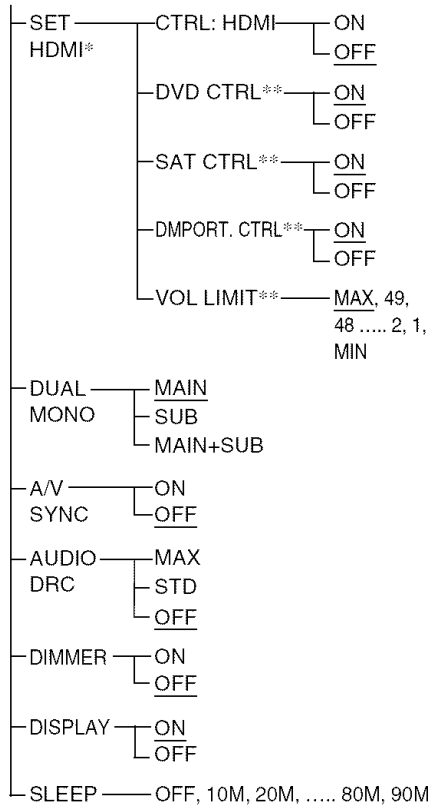 SET CTRL: HDMI ON
HDMI* OFF
DVD CTRL** ON
OFF
SAT CTRL** ON
OFF
DMPORT. CTRL** ON
OFF
VOL LIMIT** MAX, 49,
48 ..... 2, 1,
MIN
DUAL MAIN
MONO SUB
MAIN+SUB
A/V ON
SYNC OFF
AUDIO MAX
DRC STD
OFF
DIMMER ON
OFF
DISPLAY ON
OFF
SLEEP OFF, 10M, 20M, ..... 80M, 90M